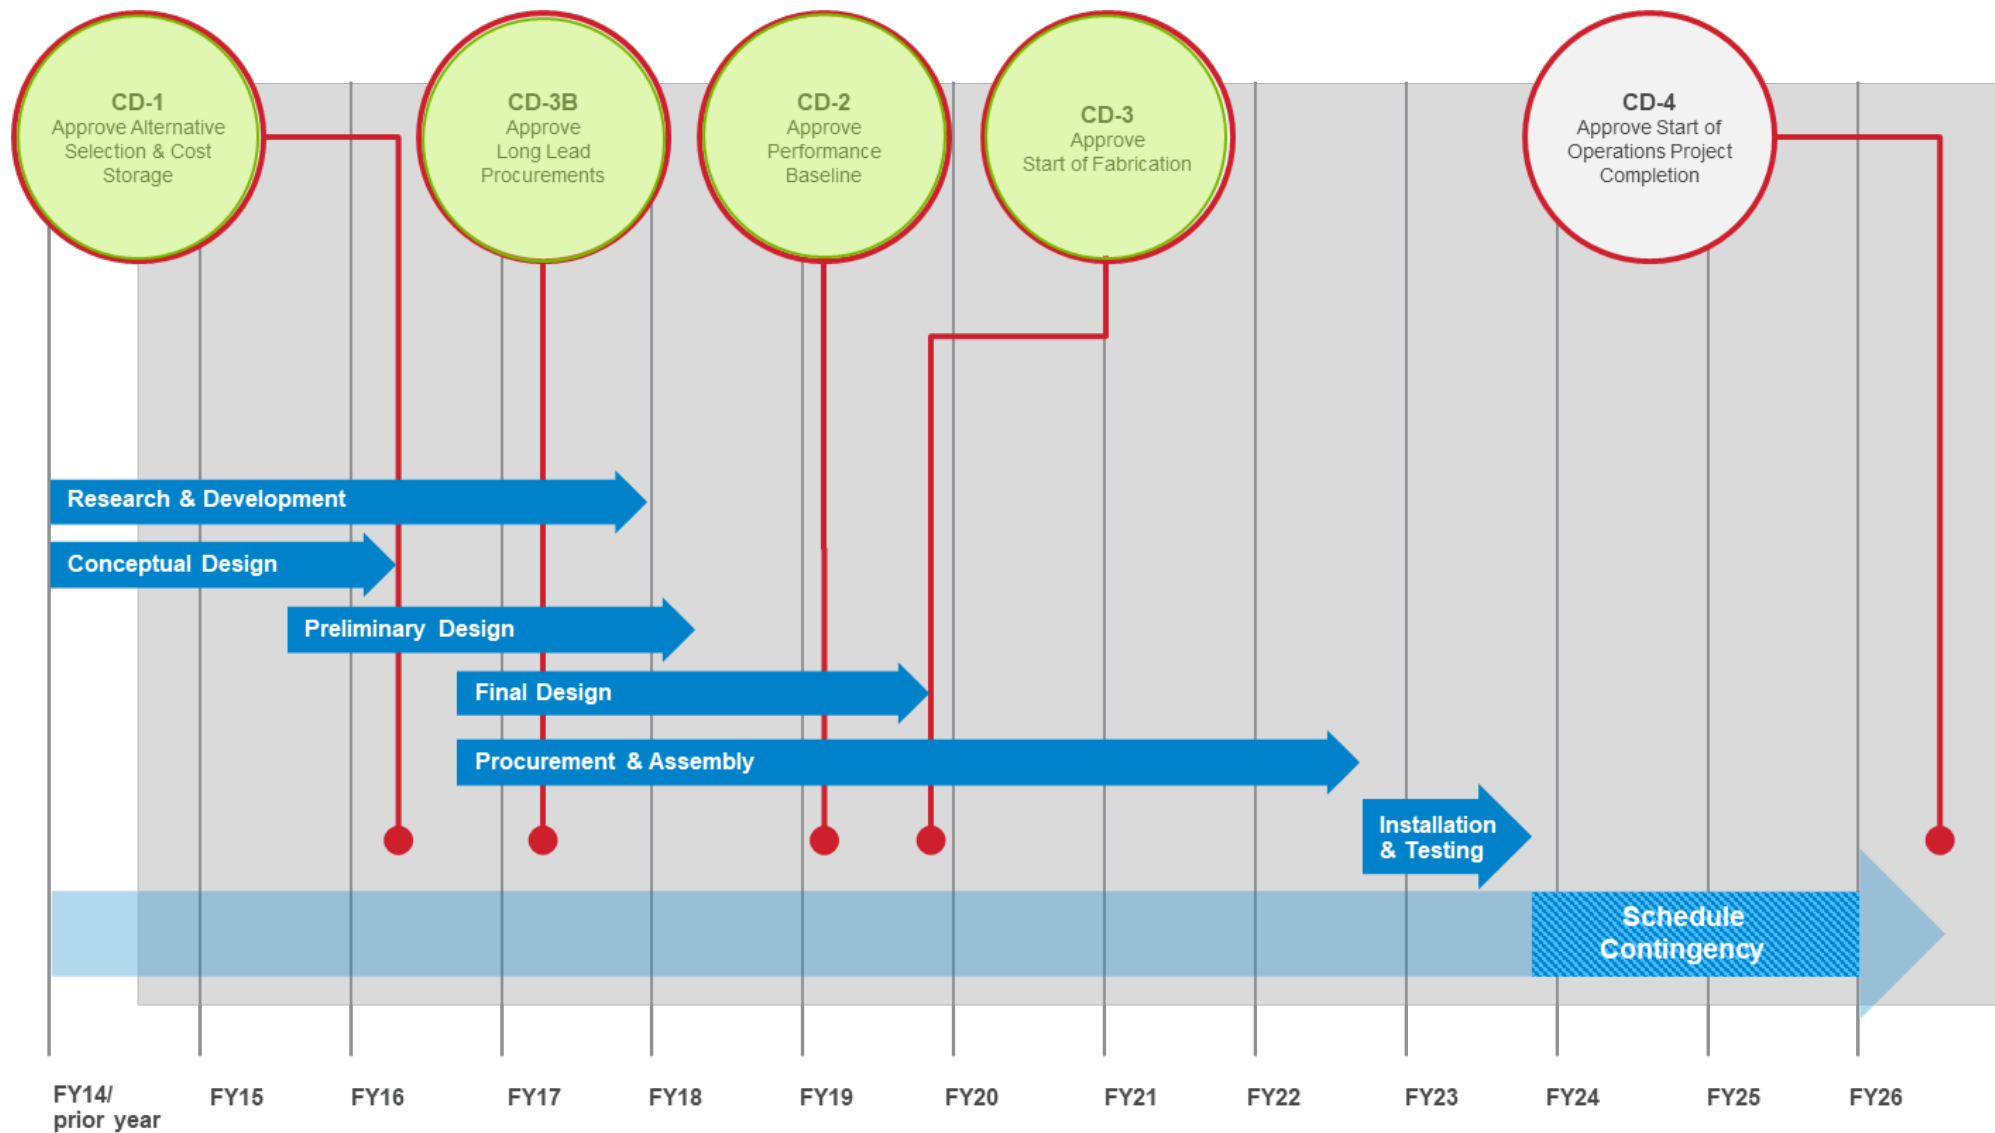 CD-1
Approve Alternative
Selection & Cost
Storage
CD-3B
Approve
Long Lead
Procurements
CD-2
Approve
Performance
Baseline
CD-3
Approve
Start of Fabrication
CD-4
Approve Start of
Operations Project
Completion
Research & Development
Conceptual Design
Preliminary Design
Final Design
Procurement & Assembly
Installation
& Testing
Schedule
Contingency
FY14/
prior year
FY15
FY16
FY17
FY18
FY19
FY20
FY21
FY22
FY23
FY24
FY25
FY26